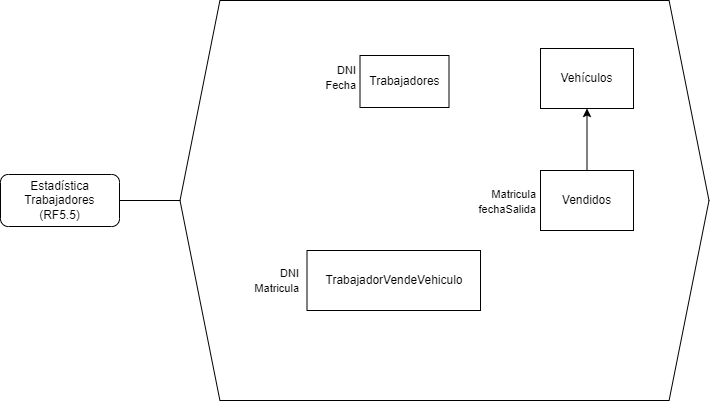 DNI
Fecha
Trabajadores
Vehículos
Estadística
Trabajadores
(RF5.5)
Matricula
fechaSalida
Vendidos
DNI
Matricula
TrabajadorVendeVehiculo